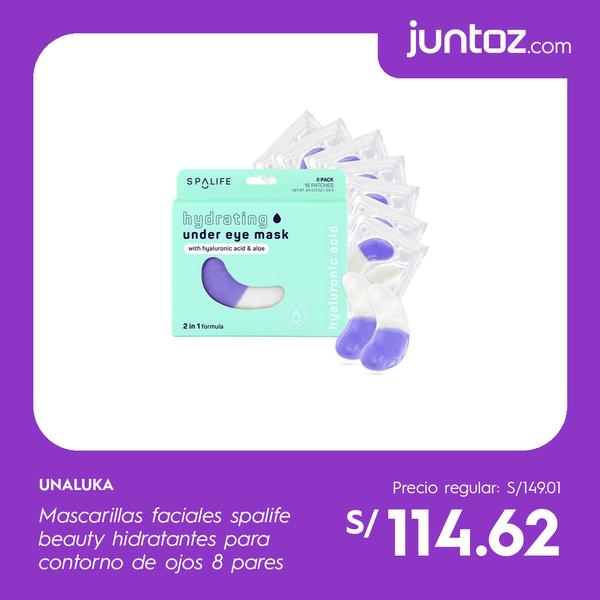 juntoz.com
SPALIFE
8 PACK
16 PATCHES
hydrating
under eye mask
with hyaluronic acid & aloe
hyaluronic acid
2 in 1 formula
UNALUKA
Mascarillas faciales spalife
beauty hidratantes para
contorno de ojos 8 pares
Precio regular: S/149.01
S/114.62